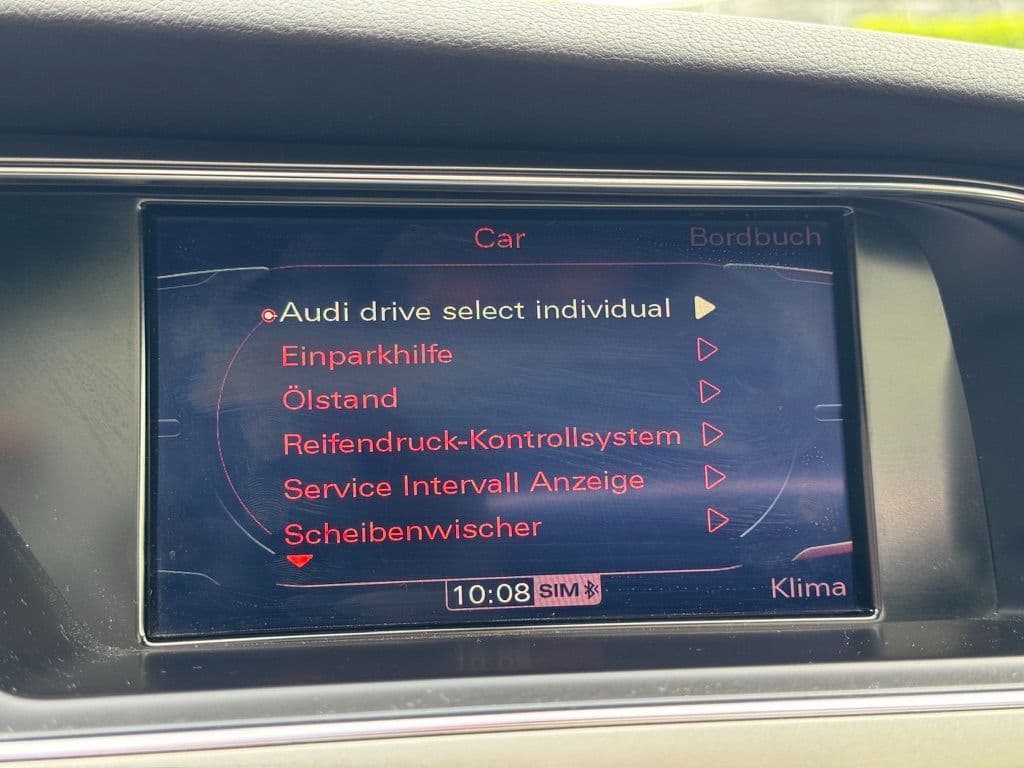 Car
Bordbuch
Audi drive select individual
Einparkhilfe
Ölstand
Reifendruck-Kontrollsystem
Service Intervall Anzeige
Scheibenwischer
10:08 SIM
Klima